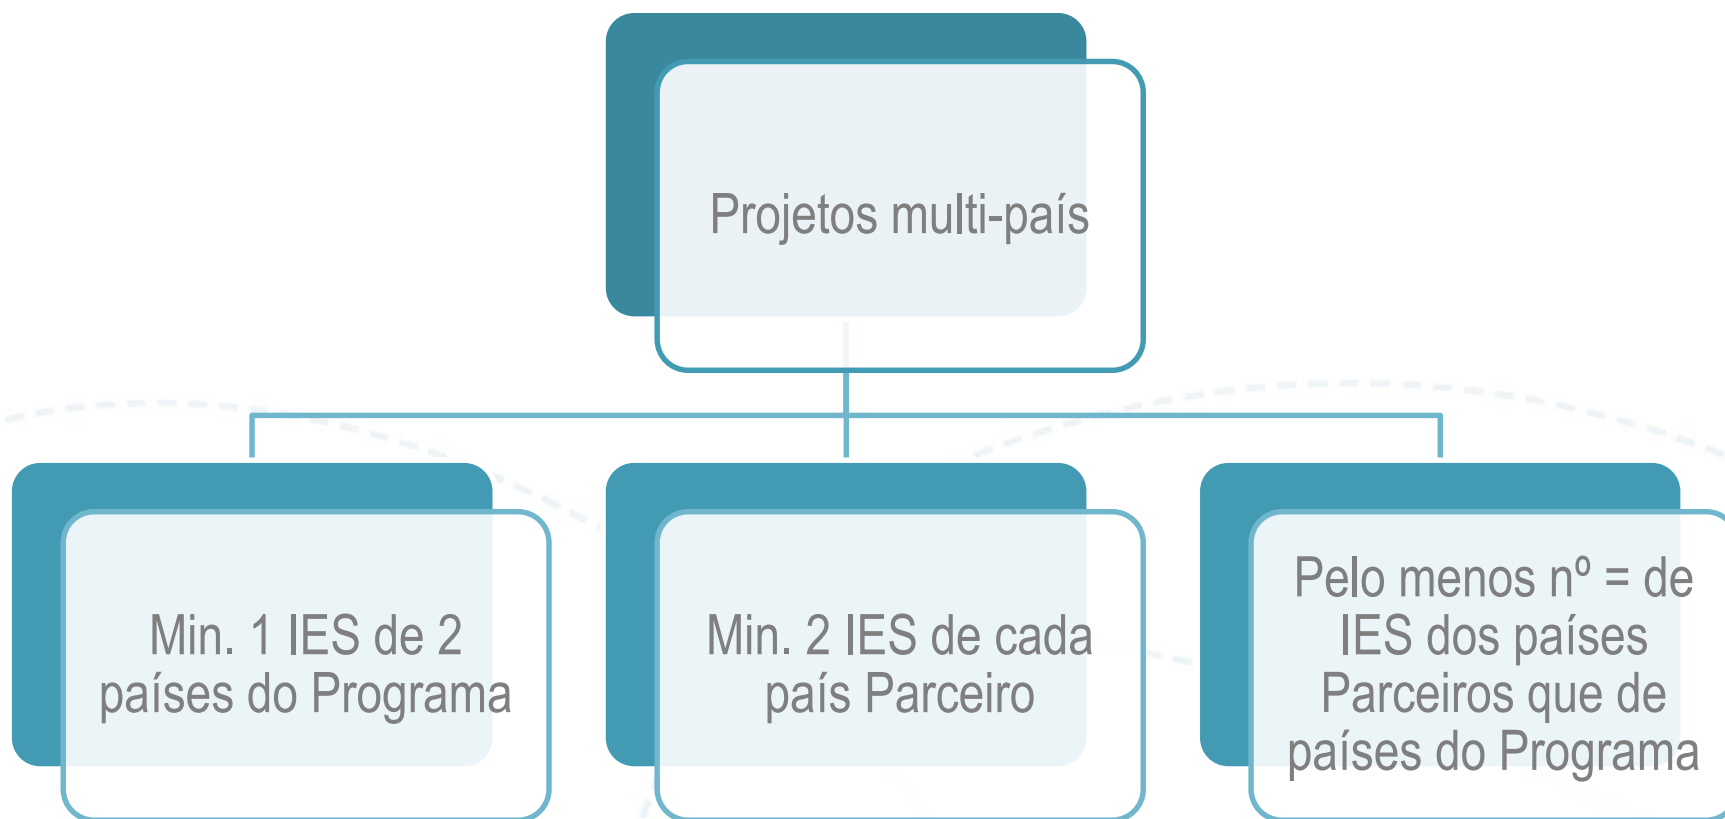 Projetos multi-país
Min. 1 IES de 2
países do Programa
Min. 2 IES de cada
país Parceiro
Pelo menos nº = de
IES dos países
Parceiros que de
países do Programa